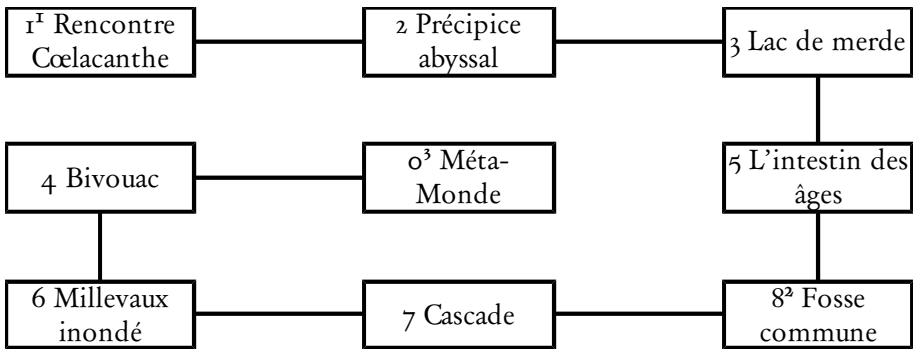 1¹ Rencontre
Cœlacanthe
2 Précipice
abyssal
3 Lac de merde
4 Bivouac
0³ Méta-
Monde
5 L'intestin des
âges
6 Millevaux
inondé
7 Cascade
8² Fosse
commune